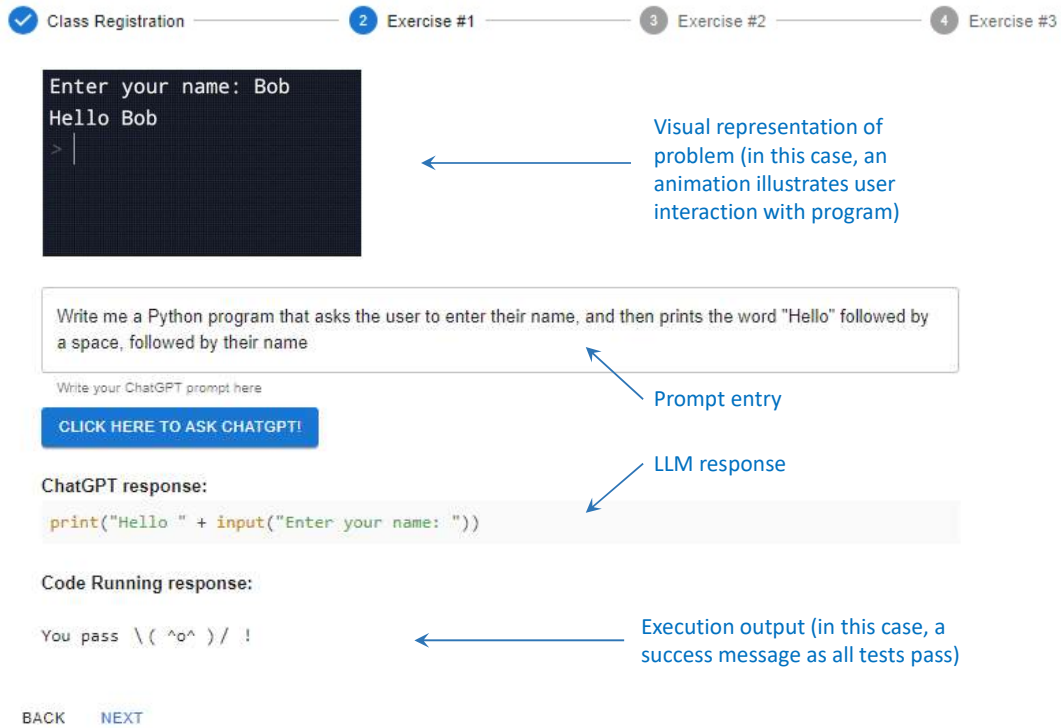 Class Registration
2 Exercise #1
3 Exercise #2
4 Exercise #3
Enter your name: Bob
Hello Bob
>
Visual representation of
problem (in this case, an
animation illustrates user
interaction with program)
Write me a Python program that asks the user to enter their name, and then prints the word "Hello" followed by
a space, followed by their name
Write your ChatGPT prompt here
Prompt entry
CLICK HERE TO ASK CHATGPT!
LLM response
ChatGPT response:
print("Hello " + input("Enter your name: "))
Code Running response:
You pass \( ^o^ )/ !
Execution output (in this case, a
success message as all tests pass)
BACK NEXT